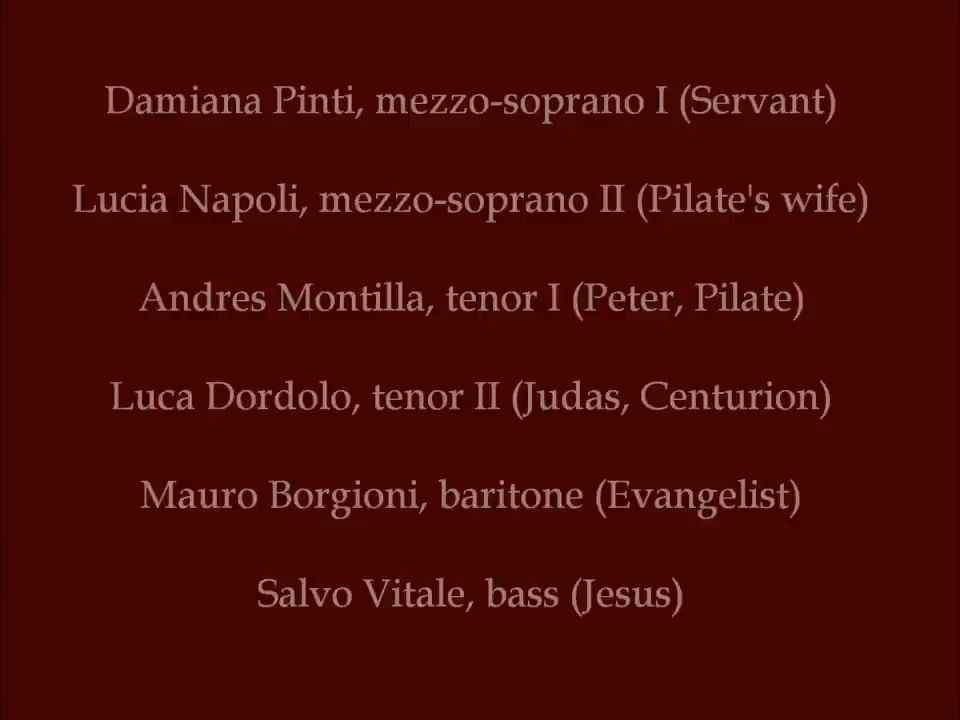 Damiana Pinti, mezzo-soprano I (Servant)
Lucia Napoli, mezzo-soprano II (Pilate's wife)
Andres Montilla, tenor I (Peter, Pilate)
Luca Dordolo, tenor II (Judas, Centurion)
Mauro Borgioni, baritone (Evangelist)
Salvo Vitale, bass (Jesus)